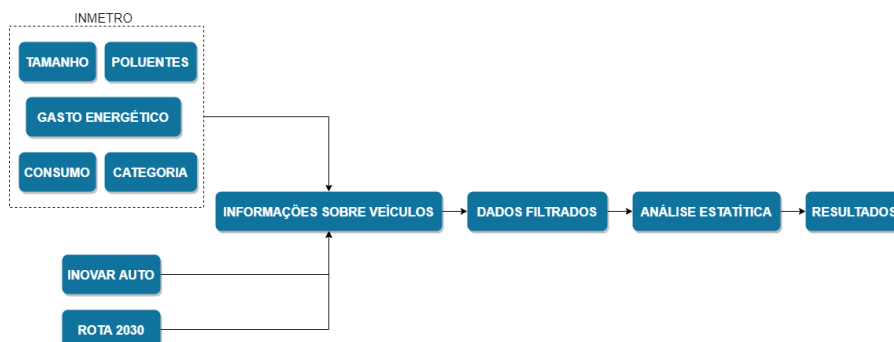 INMETRO
TAMANHO
POLUENTES
GASTO ENERGÉTICO
CONSUMO
CATEGORIA
INFORMAÇÕES SOBRE VEÍCULOS
DADOS FILTRADOS
ANÁLISE ESTATÍTICA
RESULTADOS
INOVAR AUTO
ROTA 2030